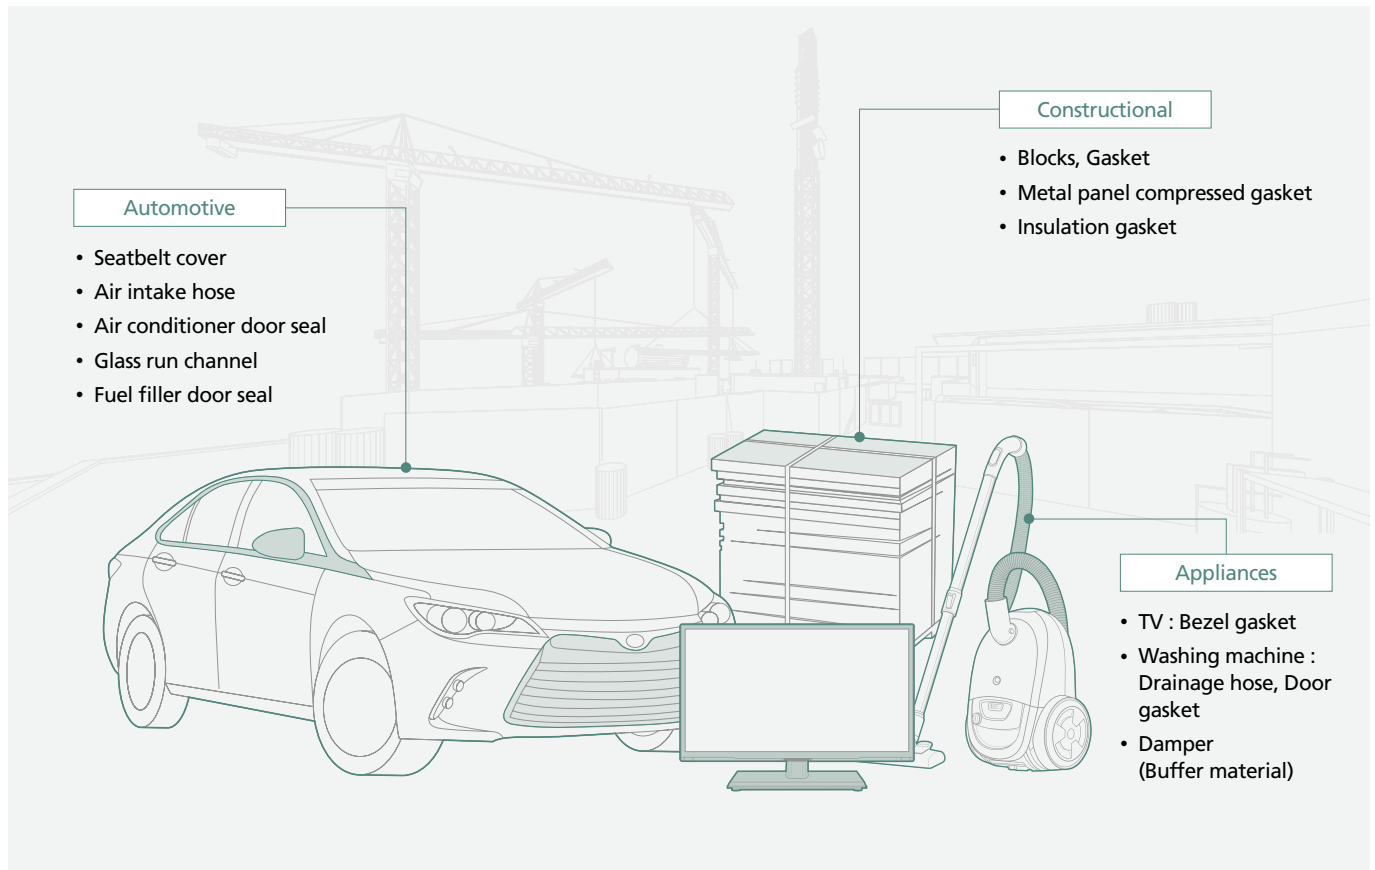 Constructional
• Blocks, Gasket
• Metal panel compressed gasket
• Insulation gasket
Automotive
• Seatbelt cover
• Air intake hose
• Air conditioner door seal
• Glass run channel
• Fuel filler door seal
Appliances
• TV : Bezel gasket
• Washing machine :
Drainage hose, Door
gasket
• Damper
(Buffer material)